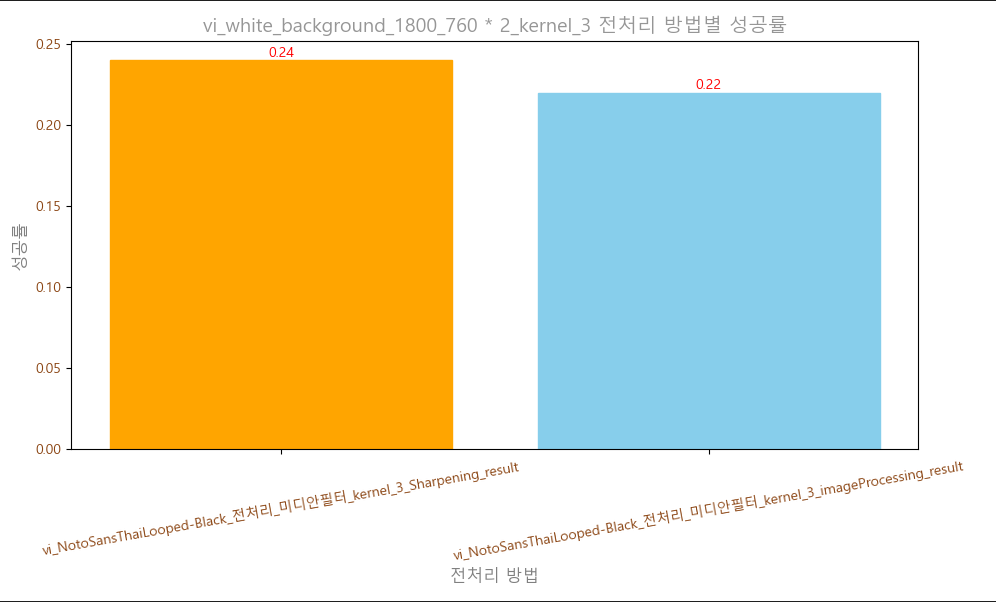 vi_white_background_1800_760 * 2_kernel_3 전처리 방법별 성공률
0.25
0.24
0.22
0.20
0.15
성공률
0.10
0.05
0.00
vi_NotoSansThaiLooped-Black_전처리_미디안필터_kernel_3_Sharpening_result
vi_NotoSansThaiLooped-Black_전처리_미디안필터_kernel_3_imageProcessing_result
전처리 방법